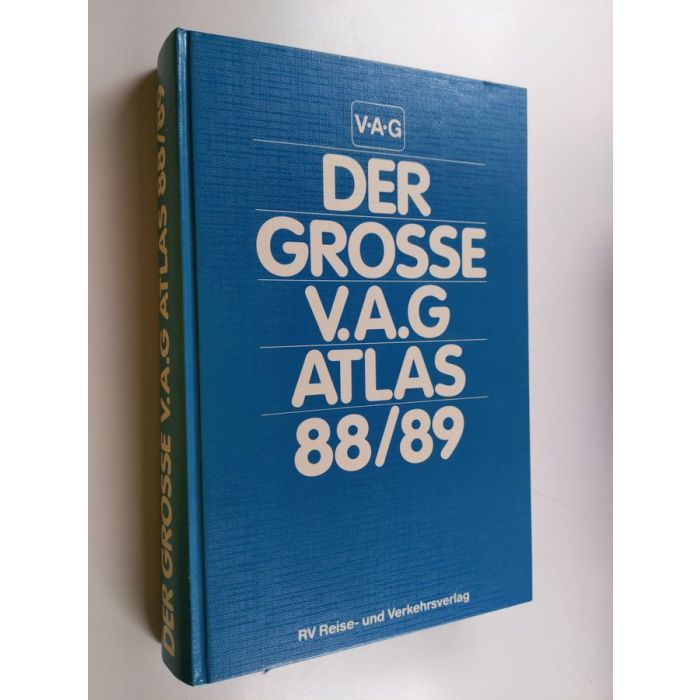 V·A·G
DER
GROSSE
V.A.G
ATLAS
88/89
RV Reise- und Verkehrsverlag
DER GROSSE V.A.G ATLAS 88/89